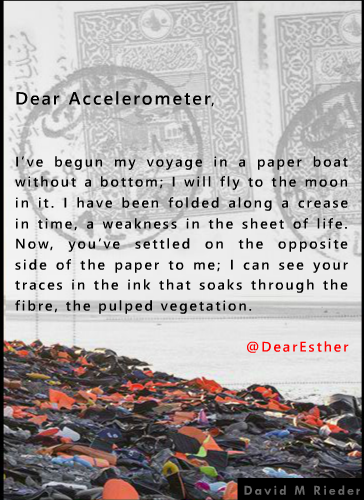 Dear Accelerometer,
I've begun my voyage in a paper boat
without a bottom; I will fly to the moon
in it. I have been folded along a crease
in time, a weakness in the sheet of life.
Now, you've settled on the opposite
side of the paper to me; I can see your
traces in the ink that soaks through the
fibre, the pulped vegetation.
@DearEsther
David M Rieder